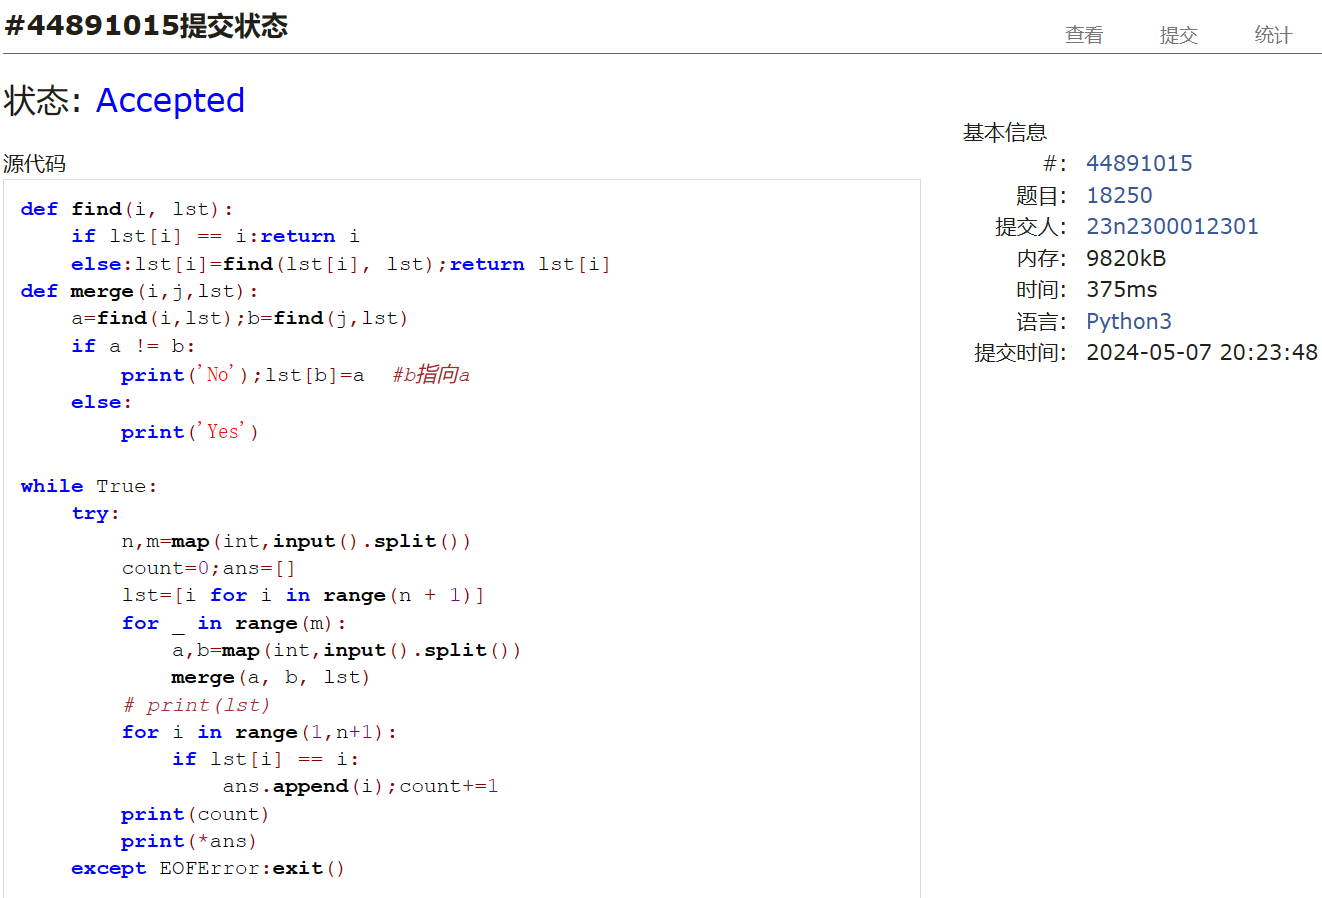 #44891015提交状态
查看 提交 统计
状态: Accepted
源代码
def find(i, lst):
    if lst[i] == i:return i
    else:lst[i]=find(lst[i], lst);return lst[i]
def merge(i,j,lst):
    a=find(i,lst);b=find(j,lst)
    if a != b:
        print('No');lst[b]=a  #b指向a
    else:
        print('Yes')
while True:
    try:
        n,m=map(int,input().split())
        count=0;ans=[]
        lst=[i for i in range(n + 1)]
        for _ in range(m):
            a,b=map(int,input().split())
            merge(a, b, lst)
        # print(lst)
        for i in range(1,n+1):
            if lst[i] == i:
                ans.append(i);count+=1
        print(count)
        print(*ans)
    except EOFError:exit()
基本信息
#: 44891015
题目: 18250
提交人: 23n2300012301
内存: 9820kB
时间: 375ms
语言: Python3
提交时间: 2024-05-07 20:23:48